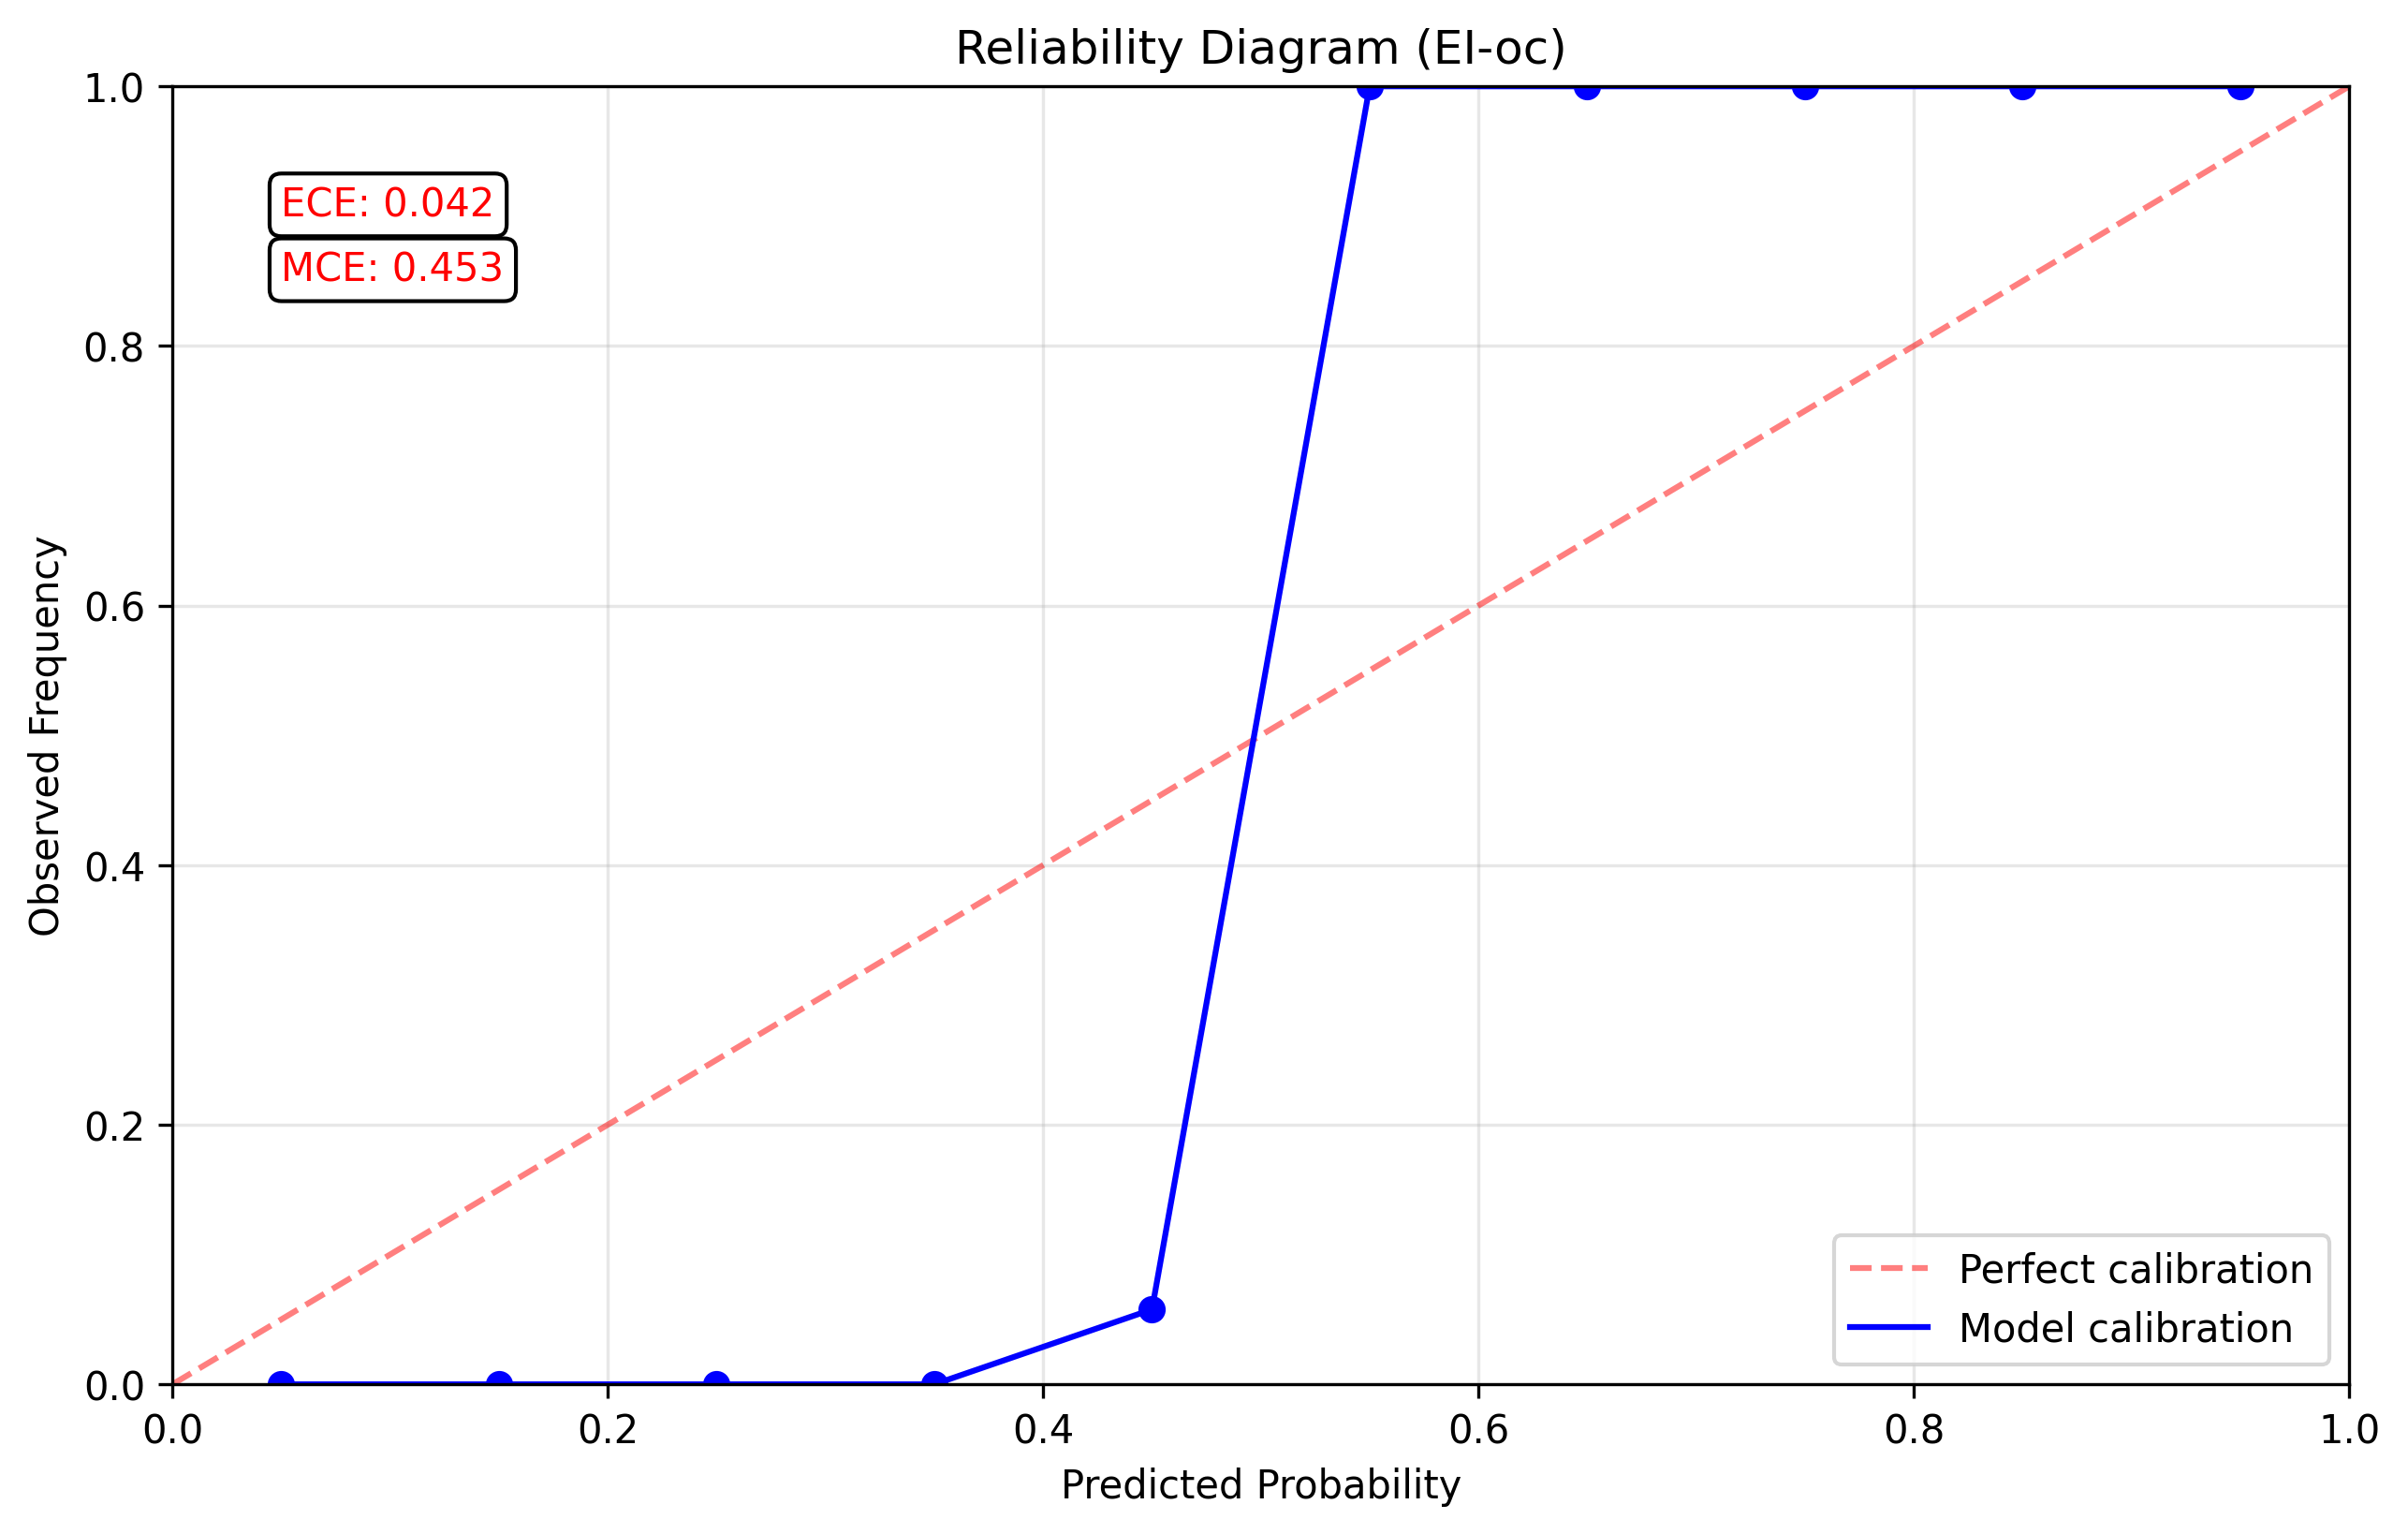 Reliability Diagram (EI-oc)
1.0
0.8
0.6
0.4
0.2
0.0
Observed Frequency
ECE: 0.042
MCE: 0.453
Perfect calibration
Model calibration
0.0 0.2 0.4 0.6 0.8 1.0
Predicted Probability